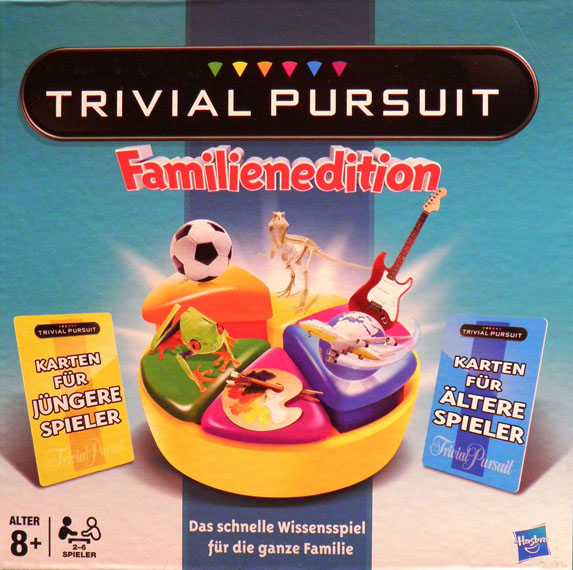 TRIVIAL PURSUIT
Familienedition
TRIVIAL PURSUIT
KARTEN
FÜR
JÜNGERE
SPIELER
Trivial Pursuit
TRIVIAL PURSUIT
KARTEN
FÜR
ÄLTERE
SPIELER
Trivial Pursuit
ALTER
8+
2-6
SPIELER
Das schnelle Wissensspiel
für die ganze Familie
Hasbro